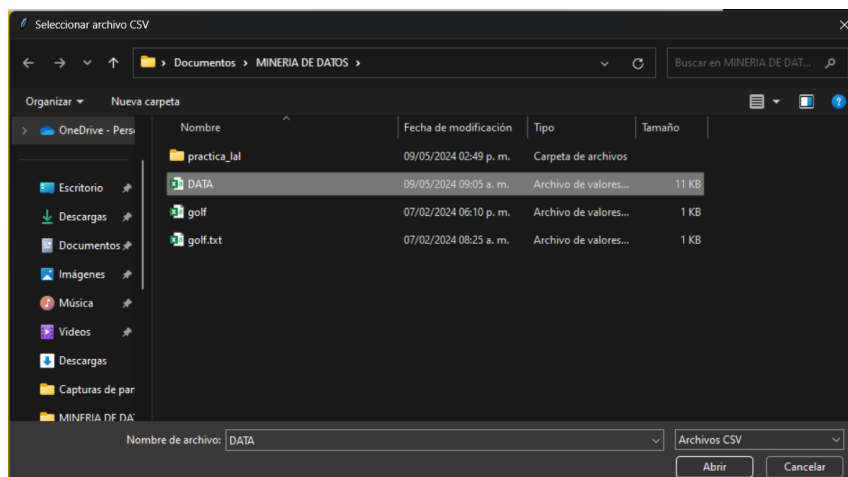 Seleccionar archivo CSV
Documentos > MINERIA DE DATOS >
Buscar en MINERIA DE DAT...
Organizar
Nueva carpeta
Nombre Fecha de modificación Tipo Tamaño
OneDrive - Perso
practica_lal 09/05/2024 02:49 p. m. Carpeta de archivos
DATA 09/05/2024 09:05 a. m. Archivo de valores... 11 KB
golf 07/02/2024 06:10 p. m. Archivo de valores... 1 KB
golf.txt 07/02/2024 08:25 a. m. Archivo de valores... 1 KB
Escritorio
Descargas
Documentos
Imágenes
Música
Videos
Descargas
Capturas de par
MINERIA DE DA
Nombre de archivo: DATA
Archivos CSV
Abrir
Cancelar